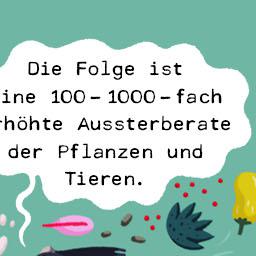 Die Folge ist
ine 100-1000-fach
rhöhte Aussterberate
der Pflanzen und
Tieren.